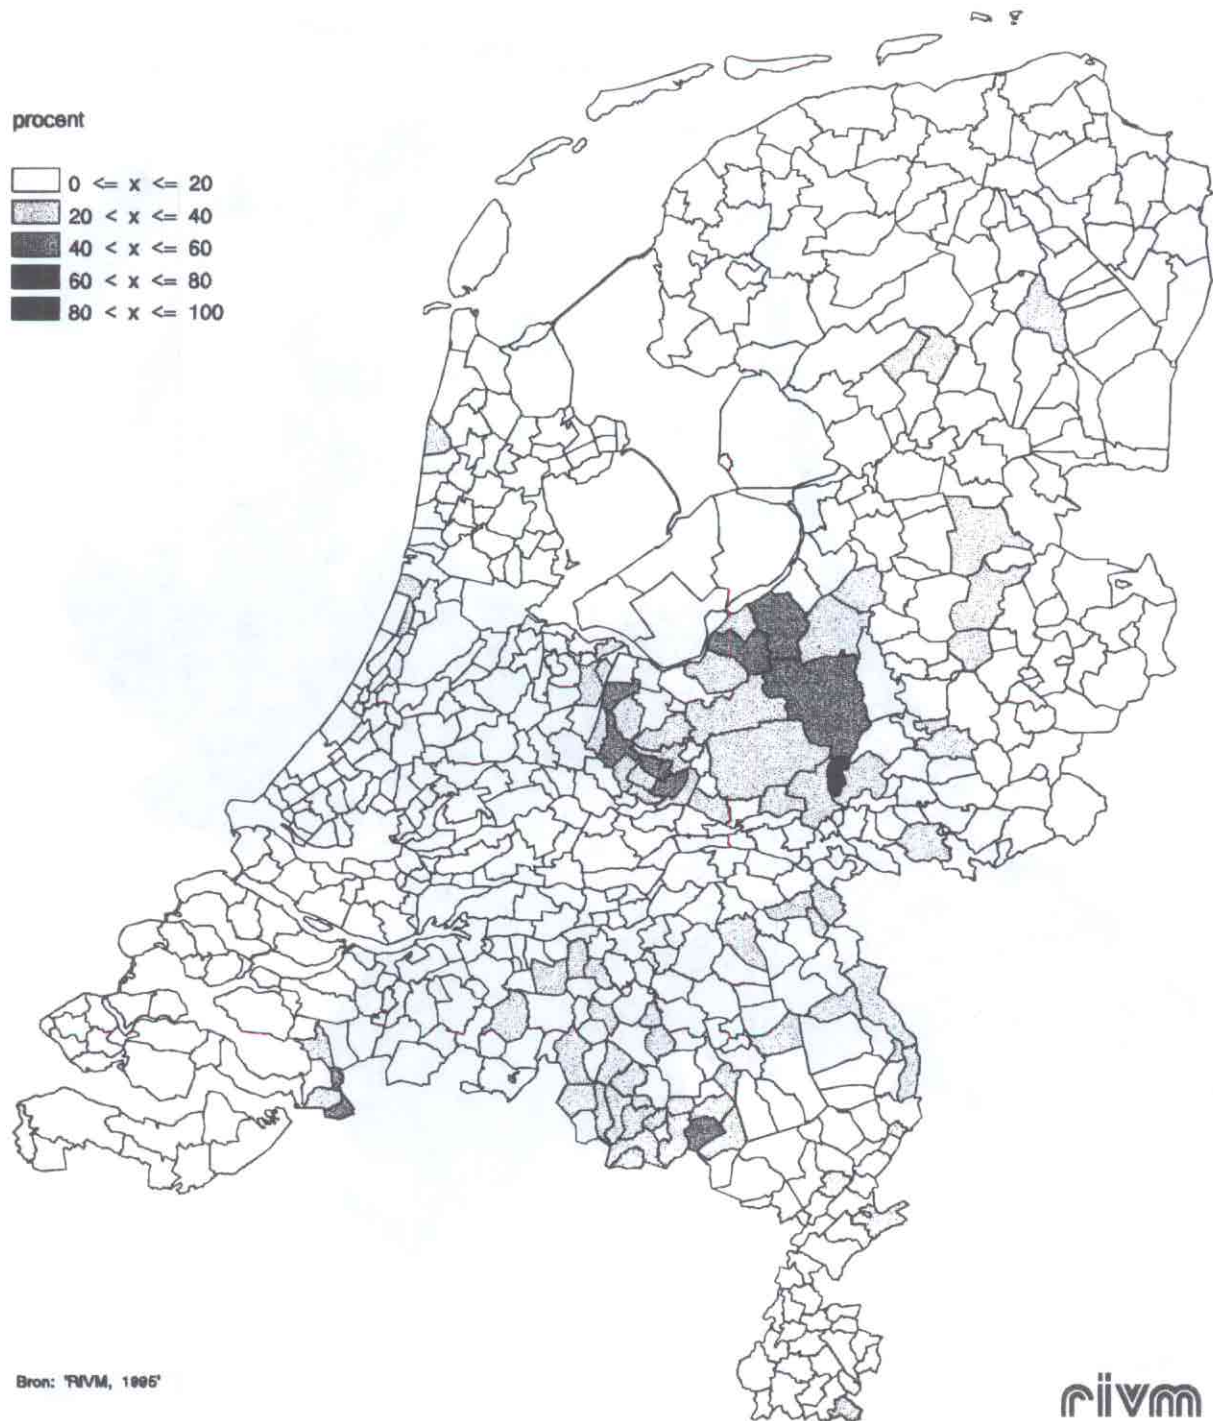 procent
0 <= x <= 20
20 < x <= 40
40 < x <= 60
60 < x <= 80
80 < x <= 100
Bron: 'RIVM, 1995'
rivm